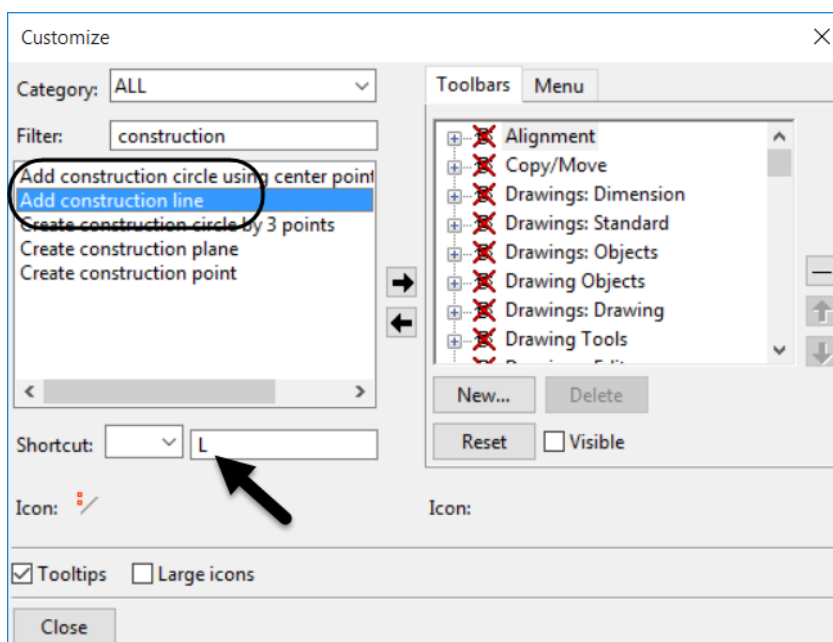 Customize
Category: ALL
Filter: construction
Add construction circle using center point
Add construction line
Create construction circle by 3 points
Create construction plane
Create construction point
Shortcut: L
Icon:
Toolbars Menu
Alignment
Copy/Move
Drawings: Dimension
Drawings: Standard
Drawings: Objects
Drawing Objects
Drawings: Drawing
Drawing Tools
New... Delete
Reset Visible
Icon:
Tooltips Large icons
Close